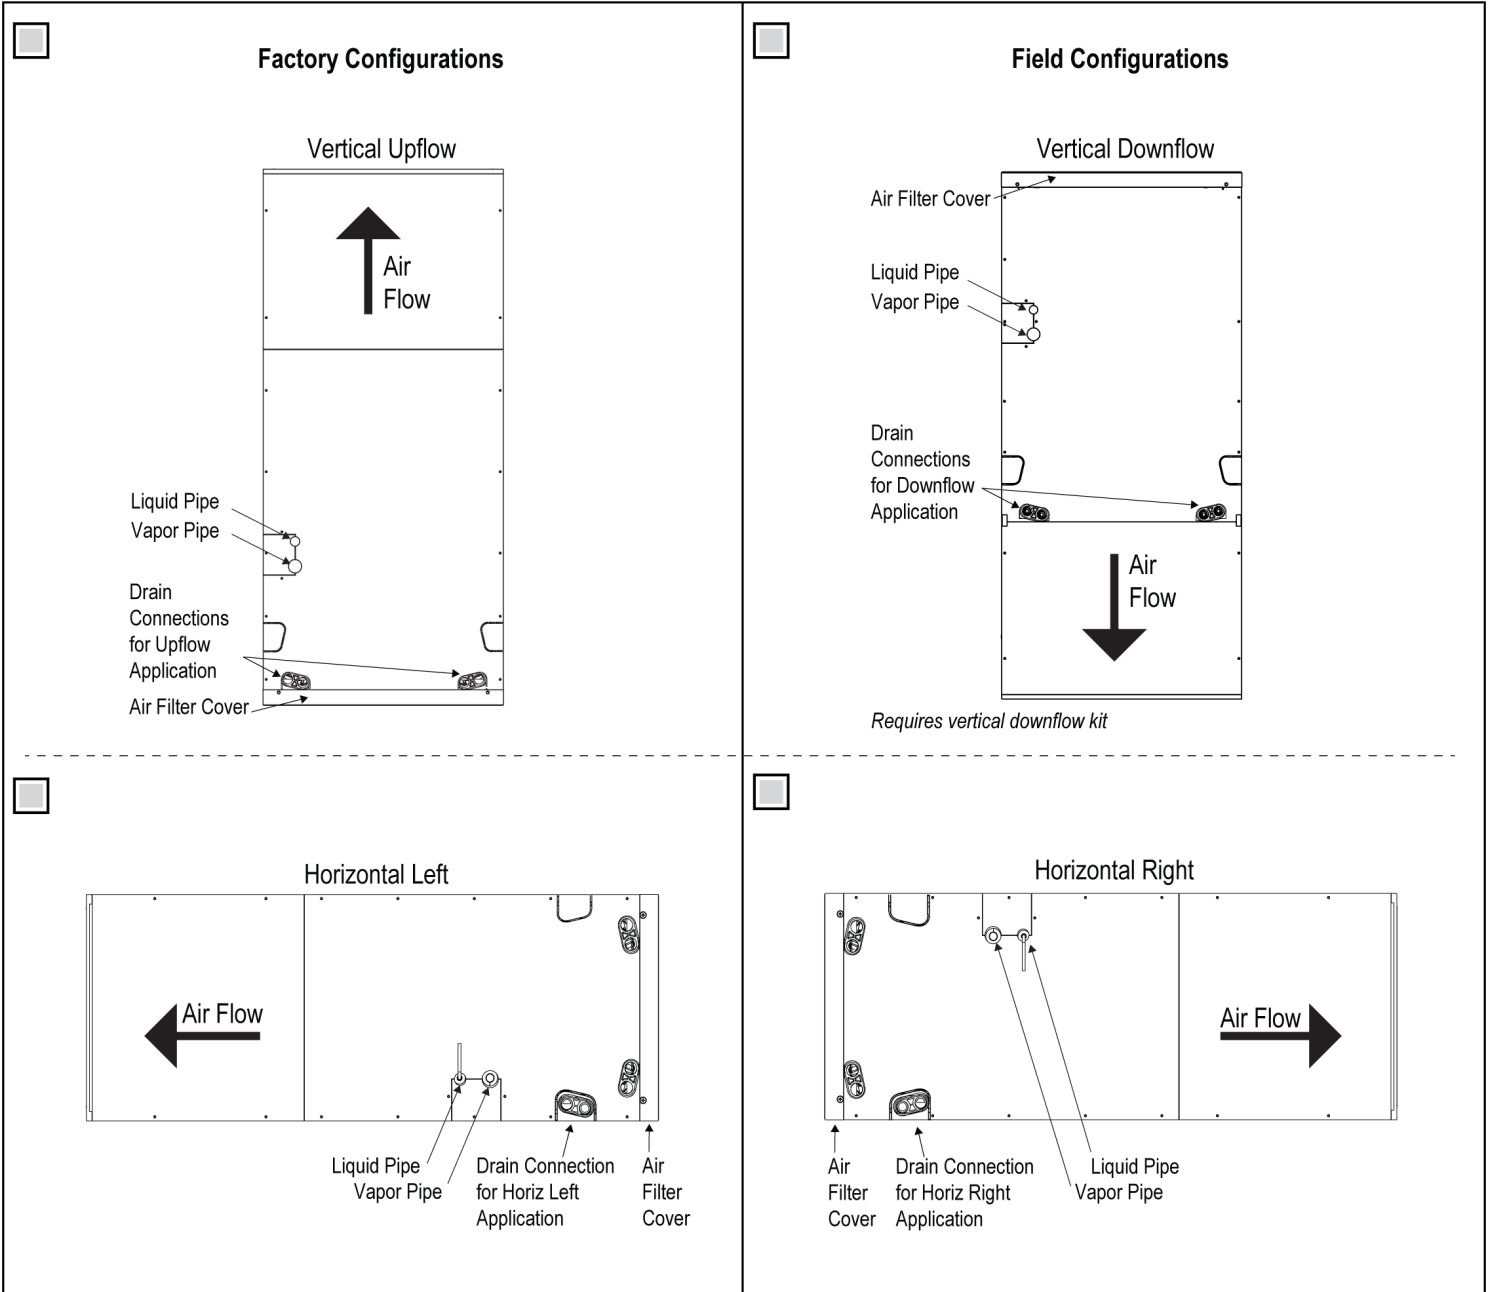 Factory Configurations
Vertical Upflow
Air
Flow
Liquid Pipe
Vapor Pipe
Drain
Connections
for Upflow
Application
Air Filter Cover
Field Configurations
Vertical Downflow
Air Filter Cover
Liquid Pipe
Vapor Pipe
Drain
Connections
for Downflow
Application
Air
Flow
Requires vertical downflow kit
Horizontal Left
Air Flow
Liquid Pipe
Vapor Pipe
Drain Connection
for Horiz Left
Application
Air
Filter
Cover
Horizontal Right
Air Flow
Air
Filter
Cover
Drain Connection
for Horiz Right
Application
Liquid Pipe
Vapor Pipe